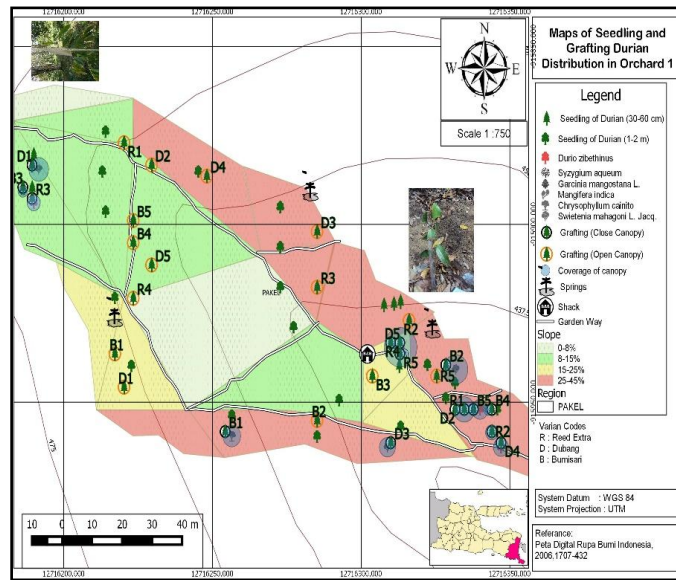 12716200,000 12716250,000 12715300,000 12715350,000
Maps of Seedling and
Grafting Durian
Distribution in Orchard 1
N
W E
S
Scale 1 :750
Legend
Seedling of Durian (30-60 cm)
Seedling of Durian (1-2 m)
Durio zibethinus
Syzygium aqueum
Garcinia mangostana L.
Mangifera indica
Chrysophyllum cainito
Swietenia mahagoni L. Jacq.
Grafting (Close Canopy)
Grafting (Open Canopy)
Coverage of canopy
Springs
Shack
Garden Way
Slope
0-8%
8-15%
15-25%
25-45%
Region
PAKEL
Varian Codes
R : Reed Extra
D : Dubang
B : Bumisari
System Datum : WGS 84
System Projection : UTM
Referance:
Peta Digital Rupa Bumi Indonesia,
2006,1707-432
R1
D2
D1
D4
B3
R3
B5
D3
B4
D5
R3
PAKEL
R4
437.5
R2
D5
B1
R4
B2
R5
R5
D1
B3
R1
B5
B4
D2
B1
B2
R2
D3
D4
475
10 0 10 20 30 40 m